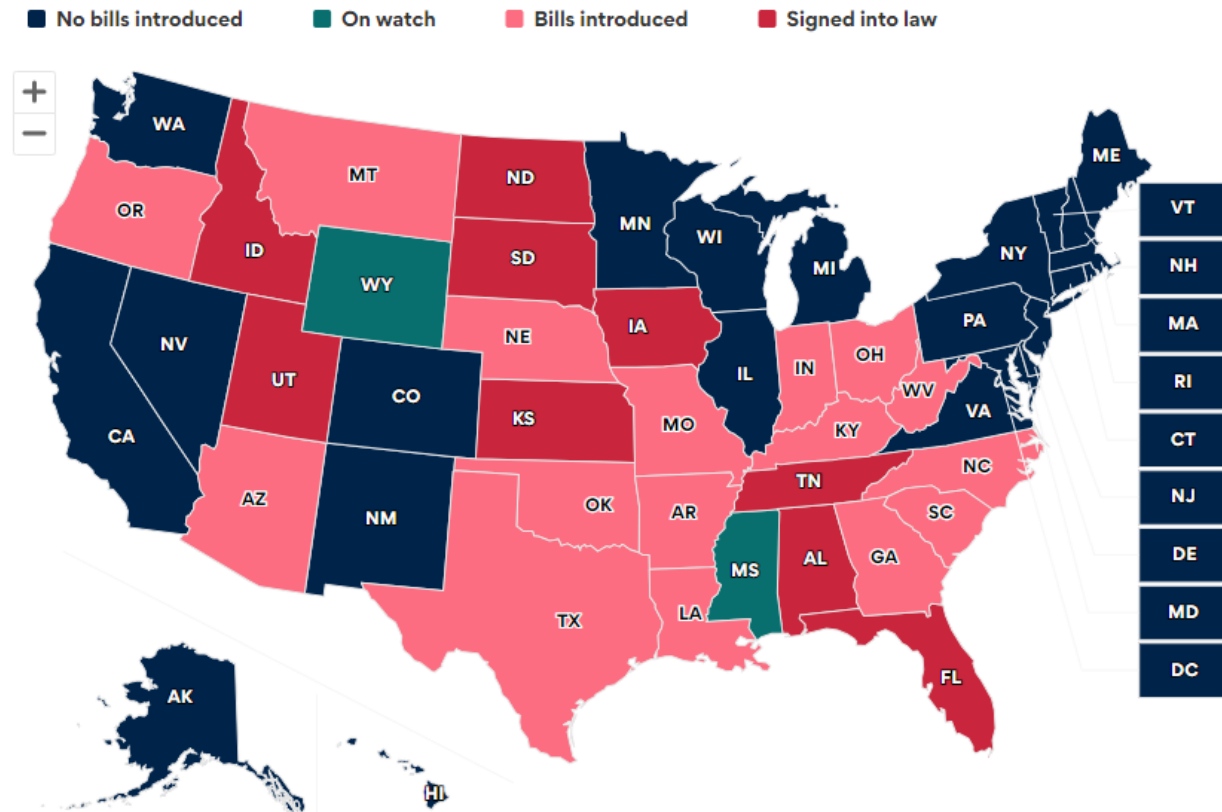 No bills introduced
On watch
Bills introduced
Signed into law
+
−
WA
MT
ND
MN
ME
OR
ID
SD
WI
MI
NY
VT
WY
NH
NE
IA
PA
MA
NV
UT
CO
IL
IN
OH
WV
VA
RI
CA
KS
MO
KY
CT
AZ
NM
OK
AR
TN
NC
SC
NJ
TX
LA
MS
AL
GA
DE
MD
FL
DC
AK
HI